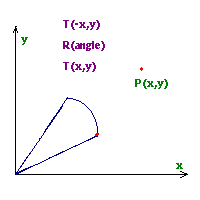 T(-x,y)
y
R(angle)
T(x,y)
P(x,y)
x